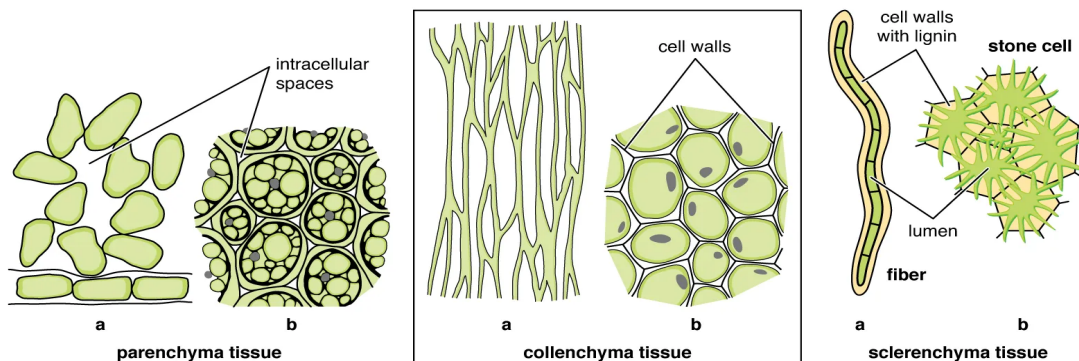 intracellular
spaces
a
b
parenchyma tissue
cell walls
a
b
collenchyma tissue
cell walls
with lignin
stone cell
lumen
fiber
a
b
sclerenchyma tissue